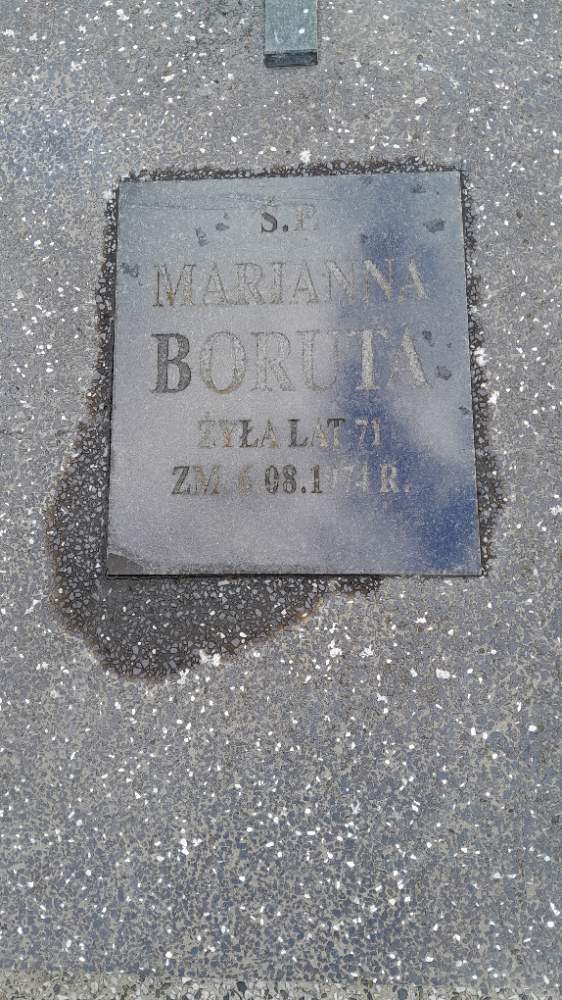 Ś.P.
MARIANNA
BORUTA
ŻYŁA LAT 71
ZM. 6 08.1974 R.